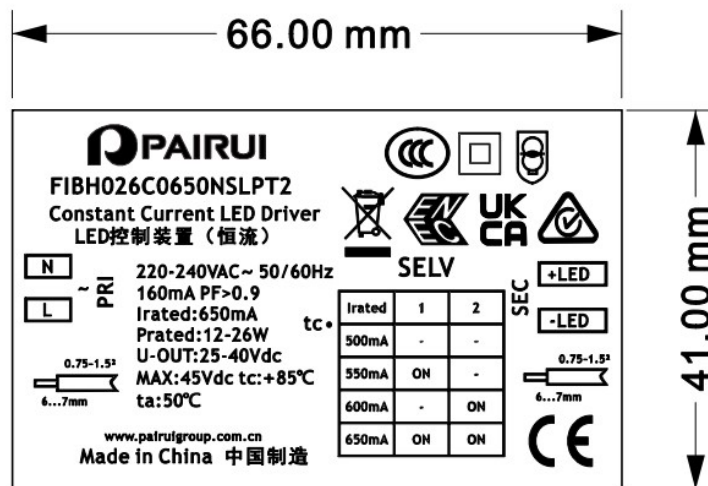 66.00 mm
PAIRUI
FIBH026C0650NSLPT2
Constant Current LED Driver
LED控制装置（恒流）
CCC
ENEC
UK
CA
SELV
N
L
~
PRI
220-240VAC~ 50/60Hz
160mA PF>0.9
Irated:650mA
Prated:12-26W
U-OUT:25-40Vdc
MAX:45Vdc tc:+85℃
ta:50℃
tc•
Irated 1 2
500mA - -
550mA ON -
600mA - ON
650mA ON ON
SEC
+LED
-LED
0.75-1.5²
6...7mm
0.75-1.5²
6...7mm
www.pairuigroup.com.cn
Made in China 中国制造
CE
41.00 mm